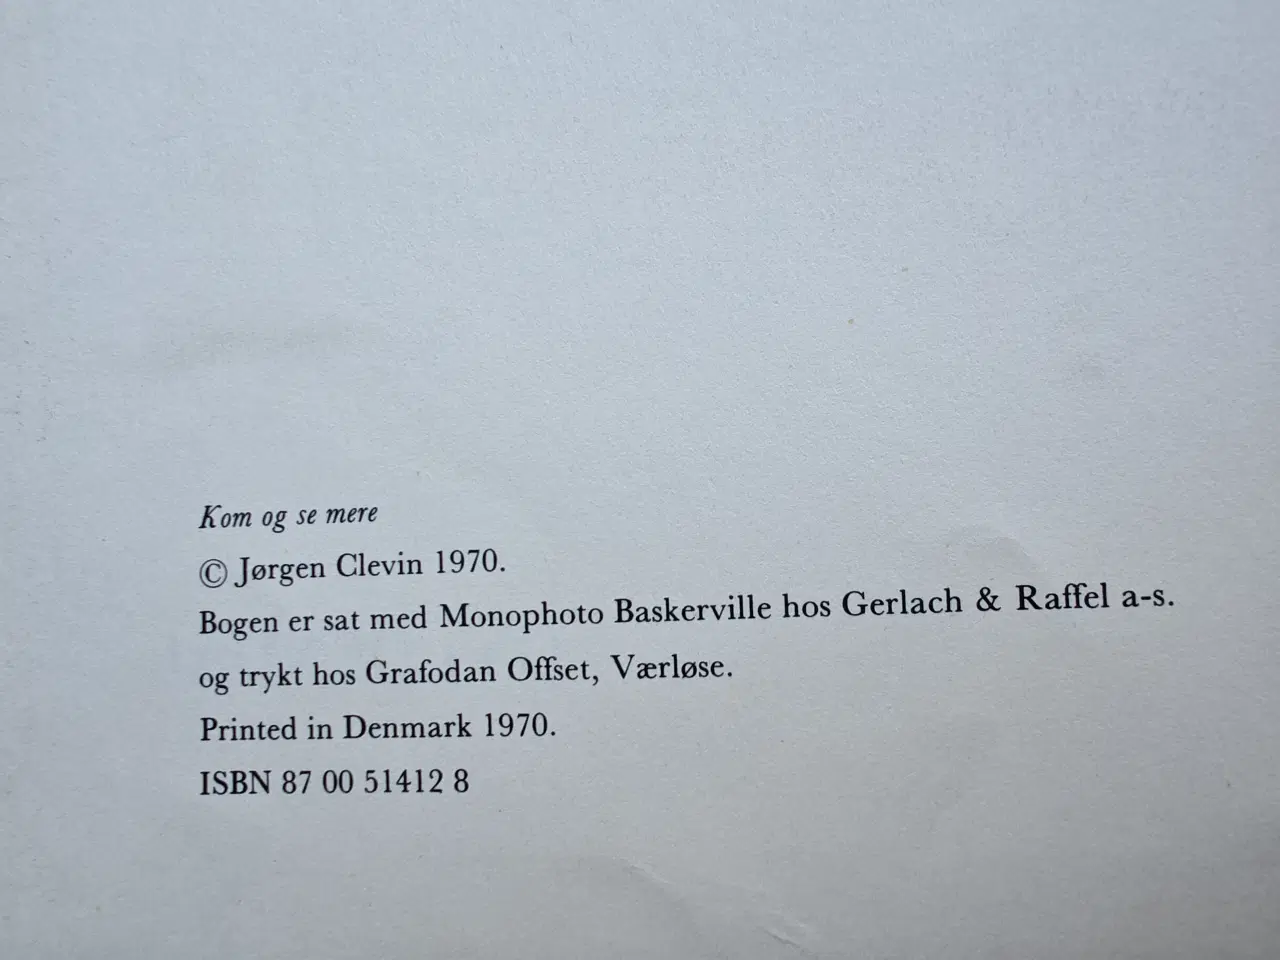 Kom og se mere
© Jørgen Clevin 1970.
Bogen er sat med Monophoto Baskerville hos Gerlach & Raffel a-s.
og trykt hos Grafodan Offset, Værløse.
Printed in Denmark 1970.
ISBN 87 00 51412 8